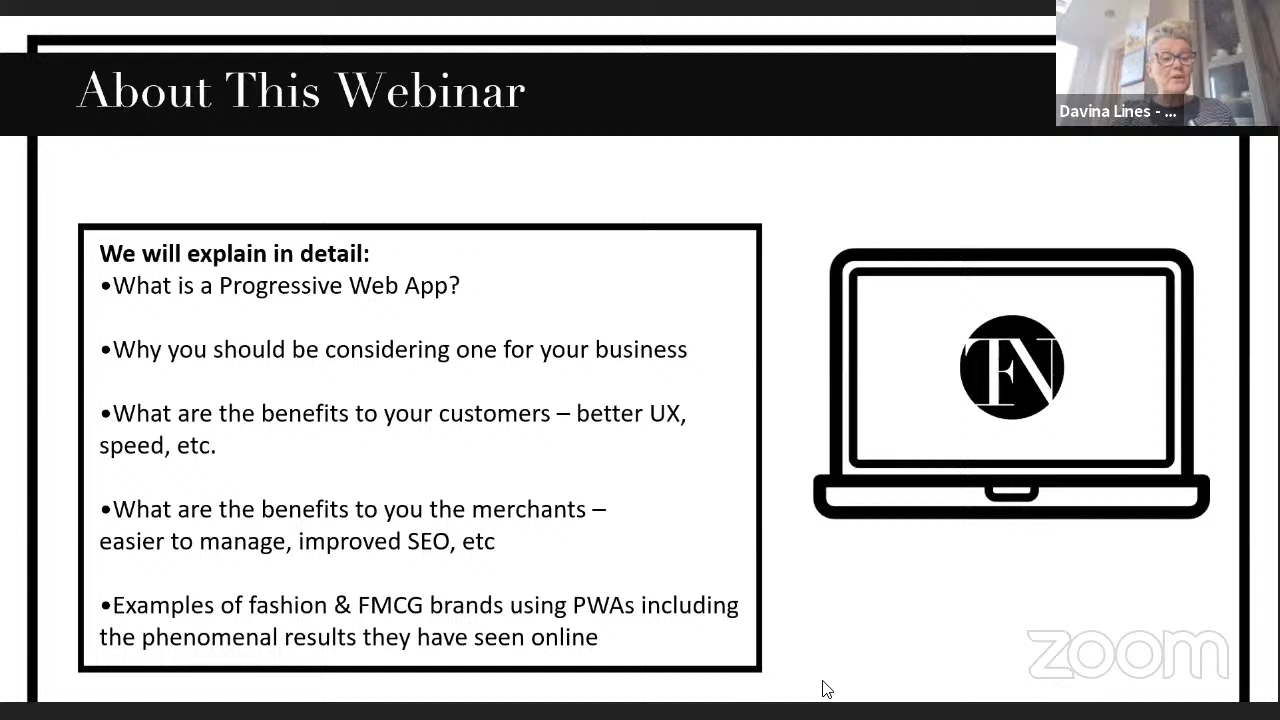 About This Webinar
Davina Lines - ...
We will explain in detail:
•What is a Progressive Web App?
•Why you should be considering one for your business
•What are the benefits to your customers – better UX,
speed, etc.
•What are the benefits to you the merchants –
easier to manage, improved SEO, etc
•Examples of fashion & FMCG brands using PWAs including
the phenomenal results they have seen online
TFN
zoom